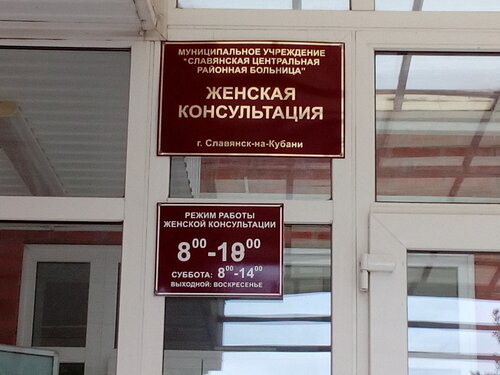 МУНИЦИПАЛЬНОЕ УЧРЕЖДЕНИЕ
"СЛАВЯНСКАЯ ЦЕНТРАЛЬНАЯ
РАЙОННАЯ БОЛЬНИЦА"
ЖЕНСКАЯ
КОНСУЛЬТАЦИЯ
г. Славянск-на-Кубани
РЕЖИМ РАБОТЫ
ЖЕНСКОЙ КОНСУЛЬТАЦИИ
8⁰⁰-
СУББОТА: 8⁰⁰-14⁰⁰
ВЫХОДНОЙ: ВОСКРЕСЕНЬЕ